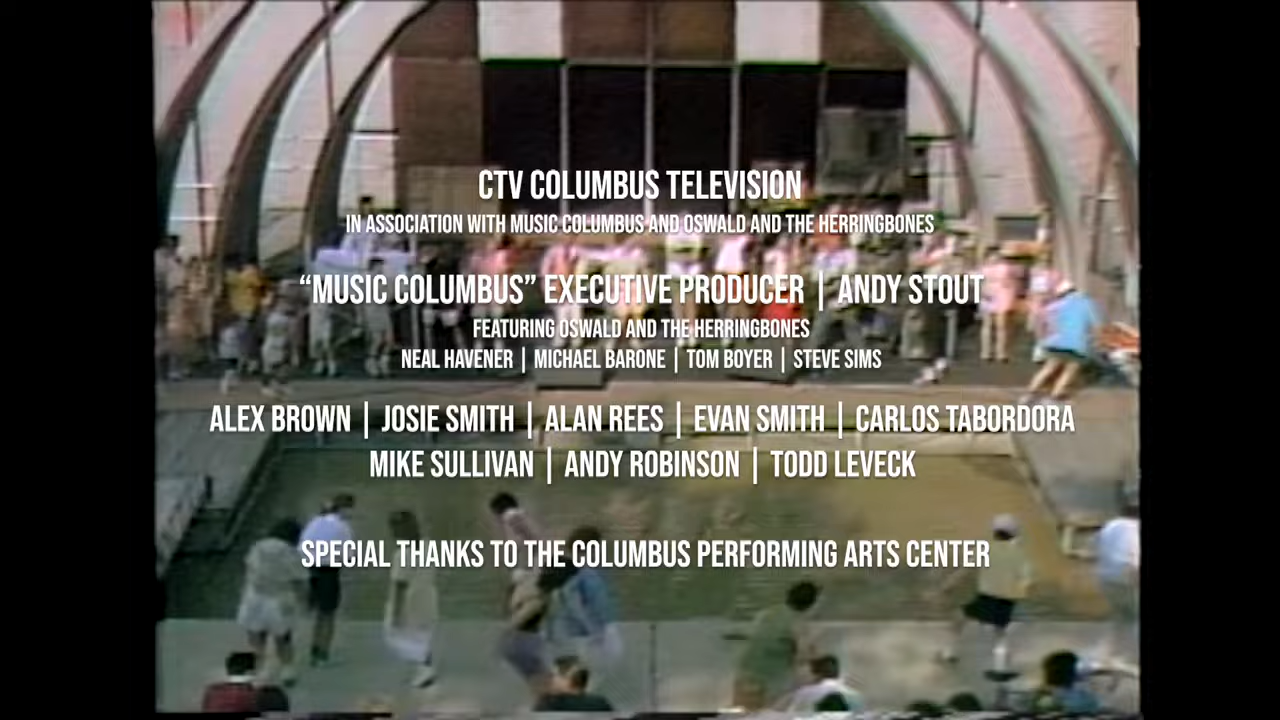 CTV COLUMBUS TELEVISION
IN ASSOCIATION WITH MUSIC COLUMBUS AND OSWALD AND THE HERRINGBONES
“MUSIC COLUMBUS” EXECUTIVE PRODUCER | ANDY STOUT
FEATURING OSWALD AND THE HERRINGBONES
NEAL HAVENER | MICHAEL BARONE | TOM BOYER | STEVE SIMS
ALEX BROWN | JOSIE SMITH | ALAN REES | EVAN SMITH | CARLOS TABORDORA
MIKE SULLIVAN | ANDY ROBINSON | TODD LEVECK
SPECIAL THANKS TO THE COLUMBUS PERFORMING ARTS CENTER